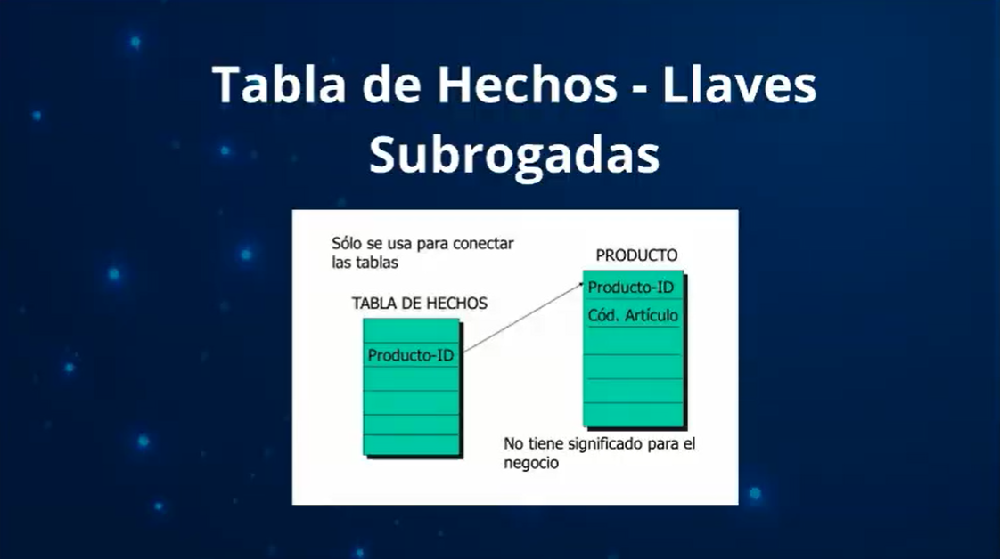 Tabla de Hechos - Llaves
Subrogadas
Sólo se usa para conectar
las tablas
PRODUCTO
Producto-ID
Cód. Artículo
TABLA DE HECHOS
Producto-ID
No tiene significado para el
negocio